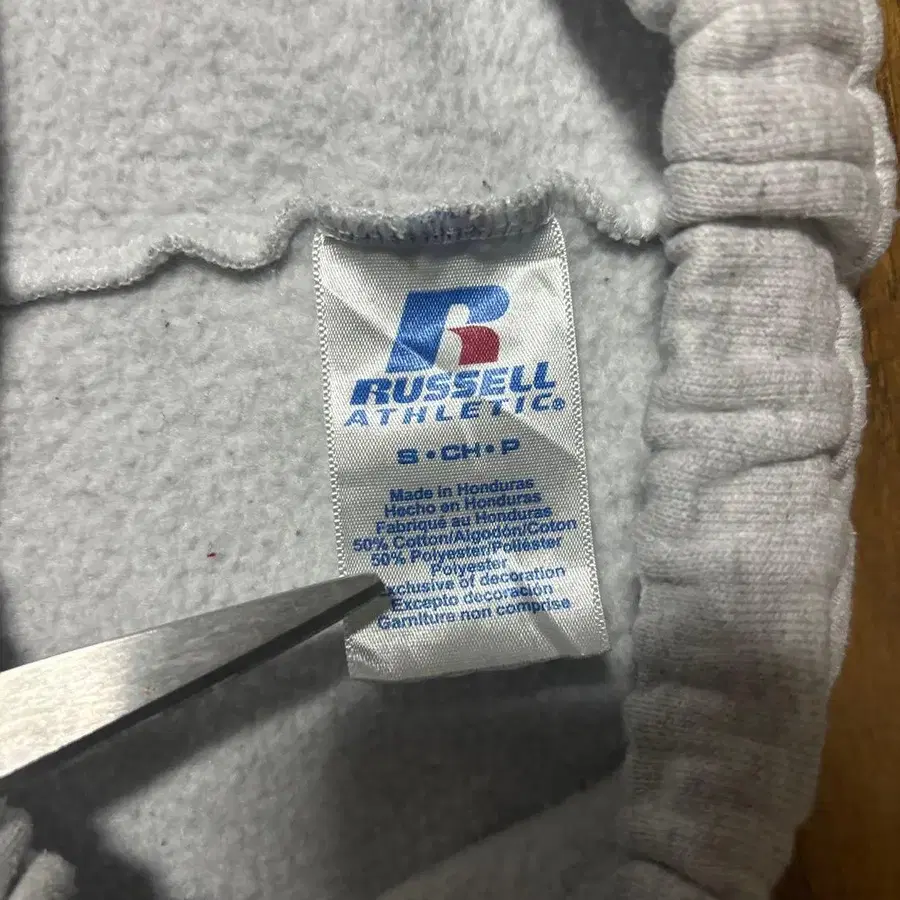 R
RUSSELL
ATHLETIC®
S • CH • P
Made in Honduras
Hecho en Honduras
Fabriqué au Honduras
50% Cotton/Algodón/Coton
50% Polyester/Poliéster
Polyester
xclusive of decoration
Excepto decoración
Garniture non comprise